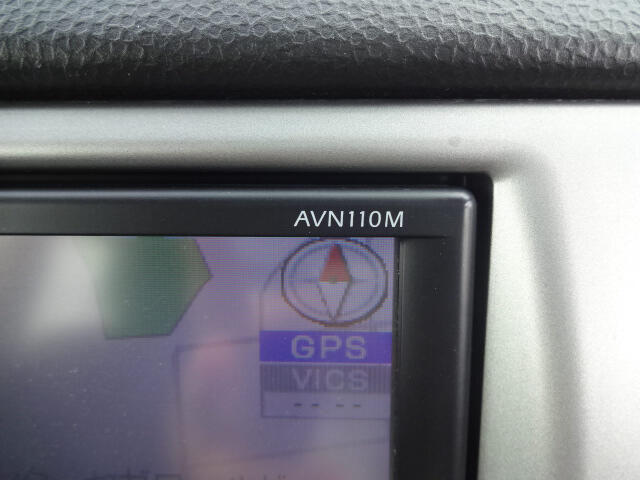 AVN110M
GPS
VICS
-- --